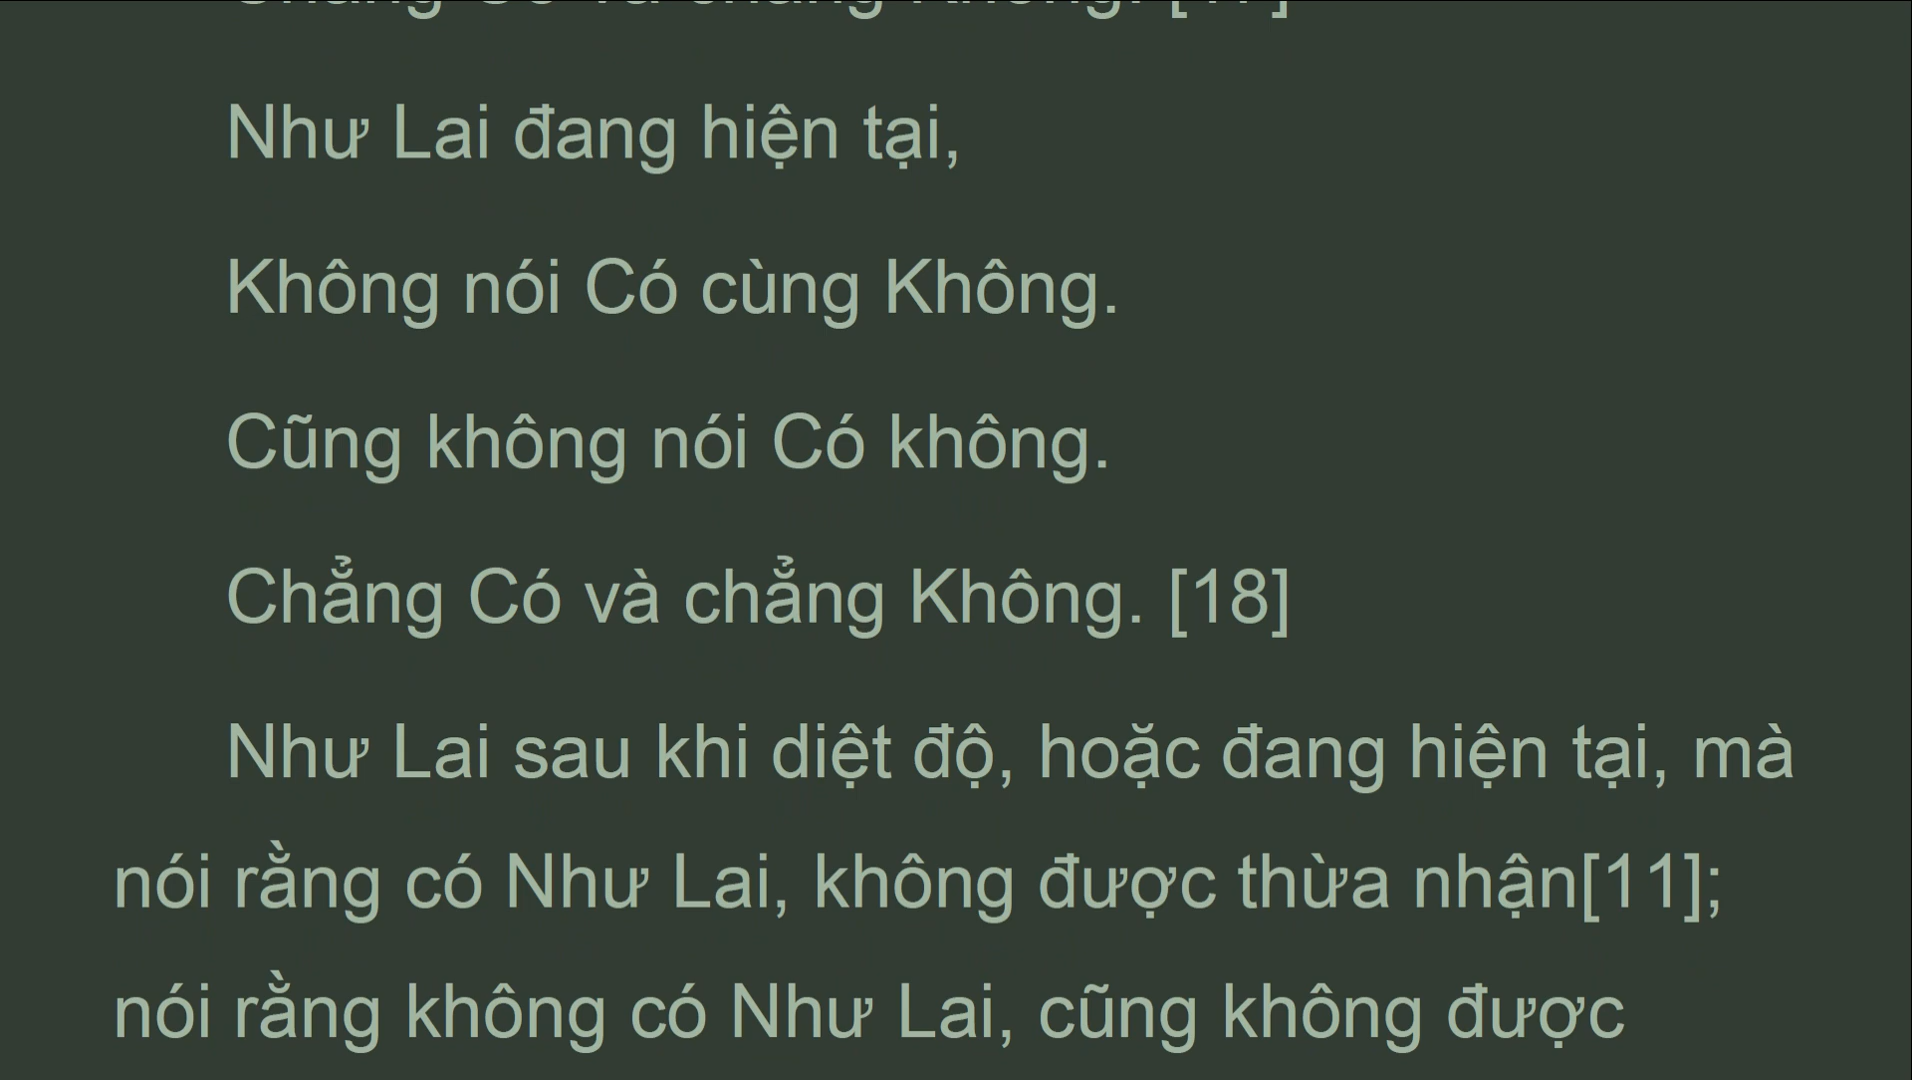 Như Lai đang hiện tại,
Không nói Có cùng Không.
Cũng không nói Có không.
Chẳng Có và chẳng Không. [18]
Như Lai sau khi diệt độ, hoặc đang hiện tại, mà
nói rằng có Như Lai, không được thừa nhận[11];
nói rằng không có Như Lai, cũng không được